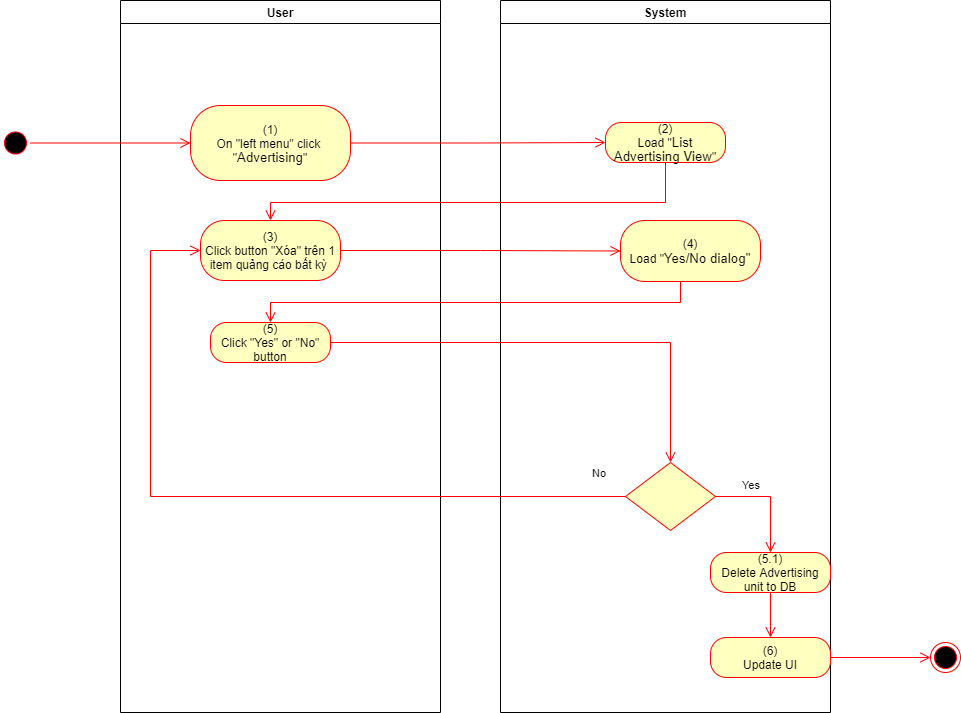 User
System
(1)
On "left menu" click
"Advertising"
(2)
Load "List
Advertising View"
(3)
Click button "Xóa" trên 1
item quảng cáo bất kỳ
(4)
Load "Yes/No dialog"
(5)
Click "Yes" or "No"
button
No
Yes
(5.1)
Delete Advertising
unit to DB
(6)
Update UI